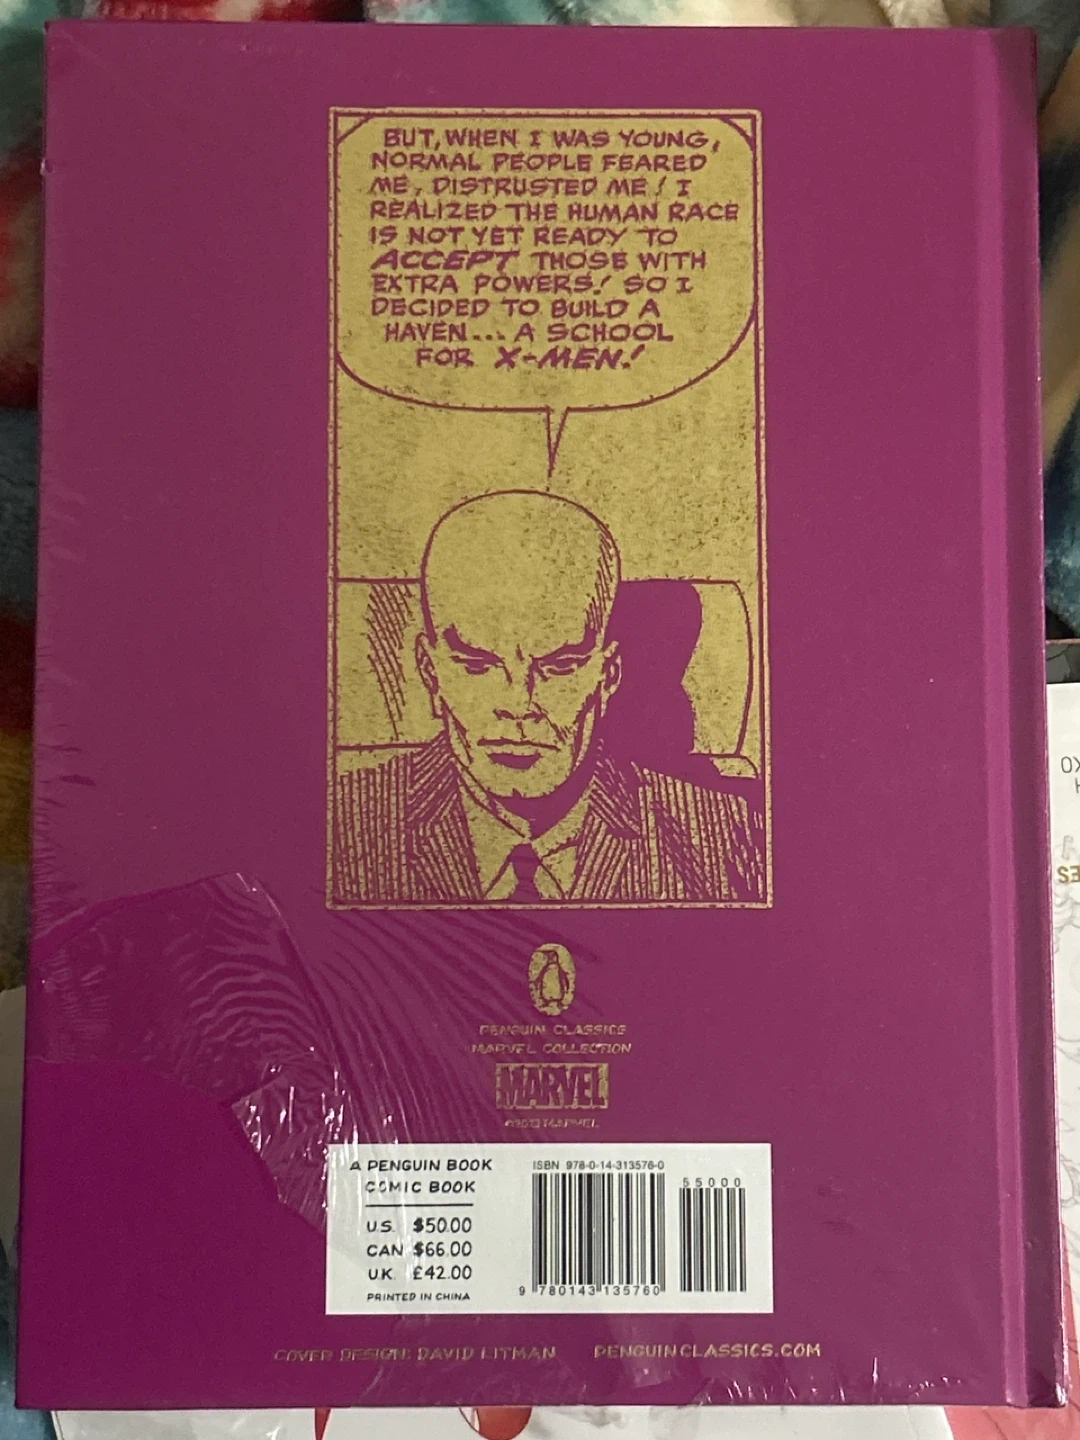 BUT, WHEN I WAS YOUNG,
NORMAL PEOPLE FEARED
ME, DISTRUSTED ME! I
REALIZED THE HUMAN RACE
IS NOT YET READY TO
ACCEPT THOSE WITH
EXTRA POWERS! SO I
DECIDED TO BUILD A
HAVEN... A SCHOOL
FOR X-MEN!
PENGUIN CLASSICS
MARVEL COLLECTION
MARVEL
MARVEL
A PENGUIN BOOK
COMIC BOOK
U.S. $50.00
CAN $66.00
U.K. £42.00
PRINTED IN CHINA
ISBN 978-0-14-313576-0
55000
9 780143 135760
COVER DESIGN: DAVID LITMAN
PENGUINCLASSICS.COM